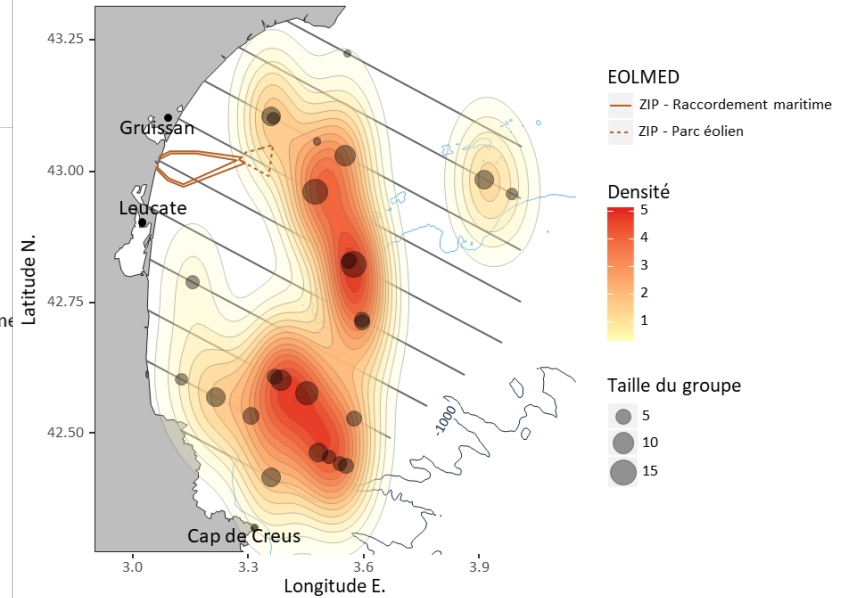 43.25
43.00
42.75
42.50
Latitude N.
Gruissan
Leucate
Cap de Creus
-1000
3.0
3.3
3.6
3.9
Longitude E.
EOLMED
ZIP - Raccordement maritime
ZIP - Parc éolien
Densité
5
4
3
2
1
Taille du groupe
5
10
15